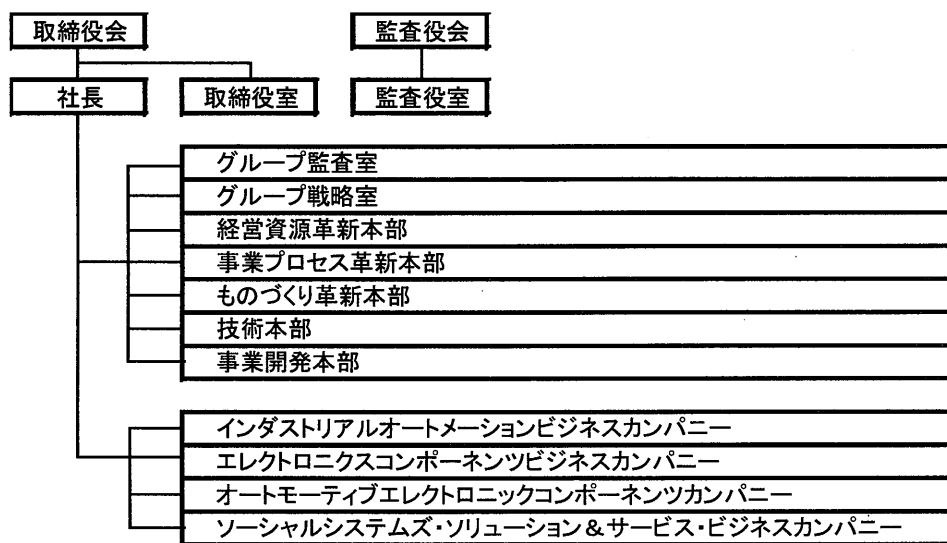 取締役会
監査役会
社長
取締役室
監査役室
グループ監査室
グループ戦略室
経営資源革新本部
事業プロセス革新本部
ものづくり革新本部
技術本部
事業開発本部
インダストリアルオートメーションビジネスカンパニー
エレクトロニクスコンポーネンツビジネスカンパニー
オートモーティブエレクトロニックコンポーネンツカンパニー
ソーシャルシステムズ・ソリューション&サービス・ビジネスカンパニー